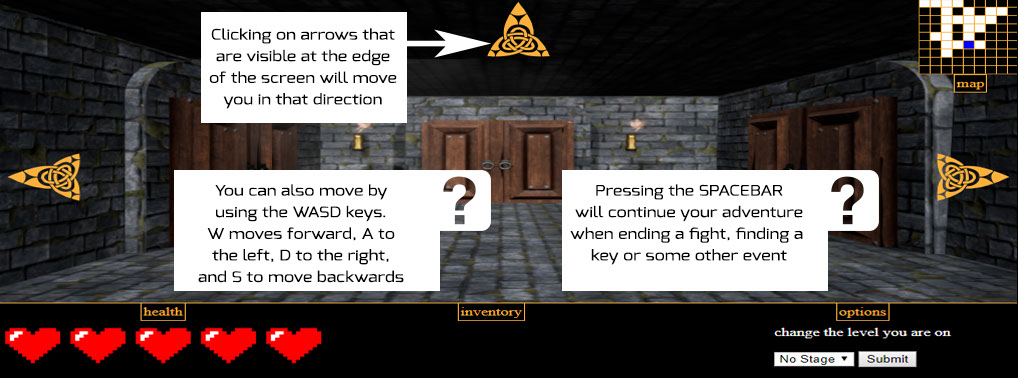 Clicking on arrows that
are visible at the edge
of the screen will move
you in that direction
map
You can also move by
using the WASD keys.
W moves forward, A to
the left, D to the right,
and S to move backwards
?
Pressing the SPACEBAR
will continue your adventure
when ending a fight, finding a
key or some other event
?
health
inventory
options
change the level you are on
No Stage
Submit